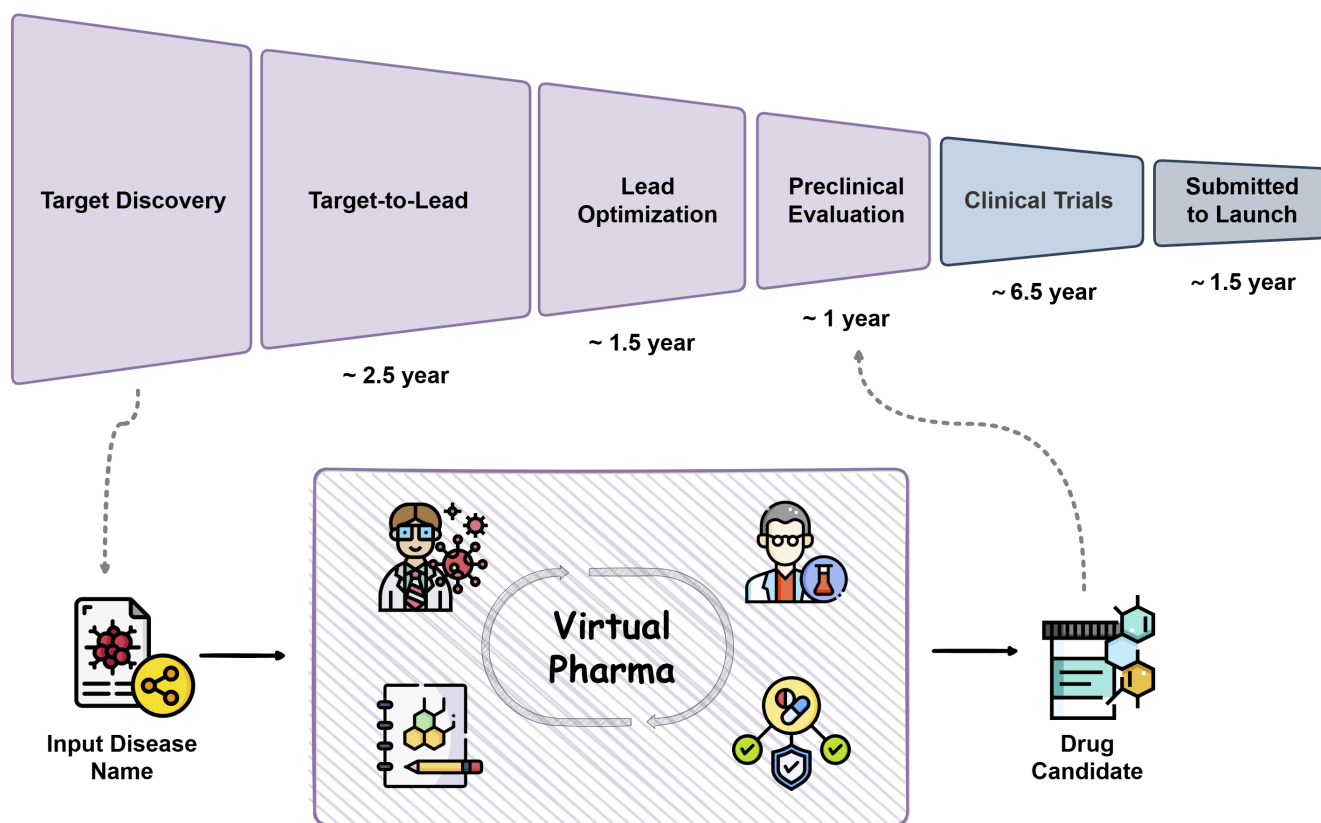 Target Discovery
Target-to-Lead
Lead
Optimization
Preclinical
Evaluation
Clinical Trials
Submitted
to Launch
~ 2.5 year
~ 1.5 year
~ 1 year
~ 6.5 year
~ 1.5 year
Virtual
Pharma
Input Disease
Name
Drug
Candidate